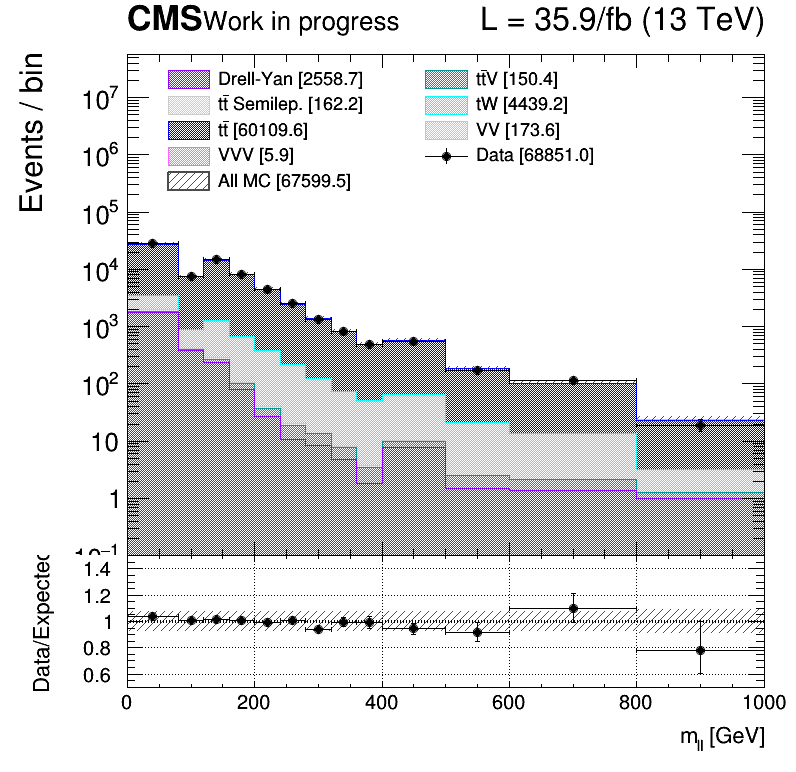 CMS Work in progress L = 35.9/fb (13 TeV)
Events / bin
Drell-Yan [2558.7]
tt̄ Semilep. [162.2]
tt̄ [60109.6]
VVV [5.9]
All MC [67599.5]
tt̄V [150.4]
tW [4439.2]
VV [173.6]
Data [68851.0]
10⁷
10⁶
10⁵
10⁴
10³
10²
10
1
10⁻¹
Data/Expected
1.4
1.2
1
0.8
0.6
0 200 400 600 800 1000
m_ll [GeV]